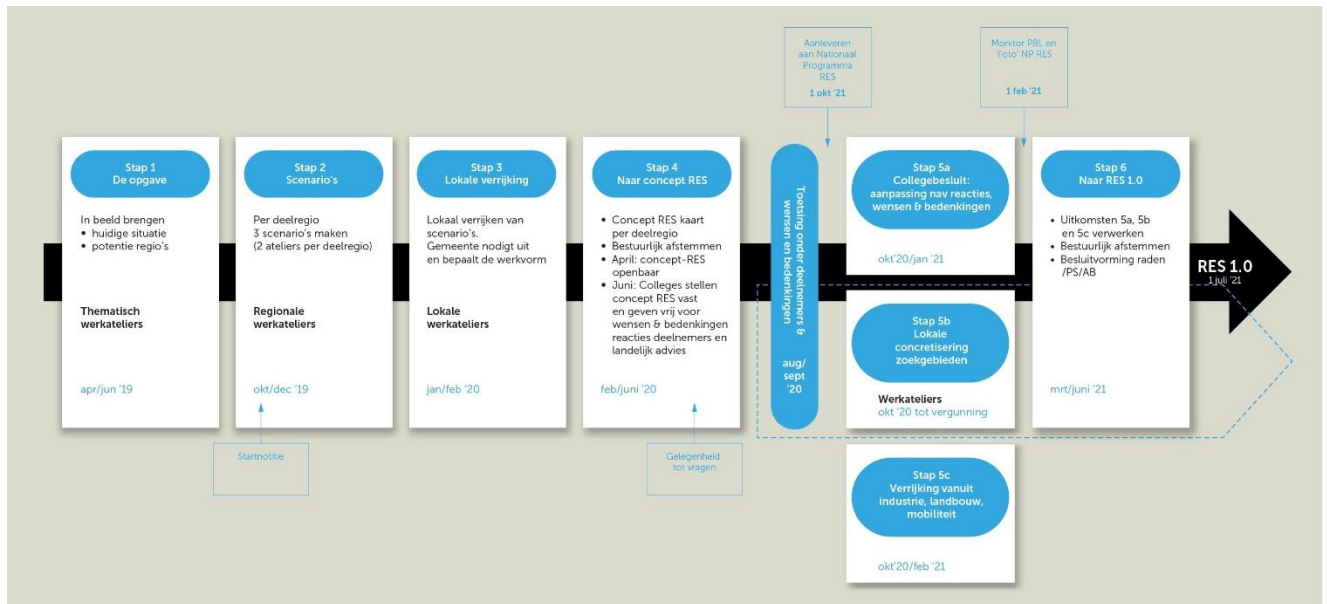 Aanleveren
aan Nationaal
Programma
RES
1 okt '21
Monitor PBL en
'Foto' NP RES
1 feb '21
Stap 1
De opgave
In beeld brengen
• huidige situatie
• potentie regio's
Thematisch
werkateliers
apr/jun '19
Stap 2
Scenario's
Per deelregio
3 scenario's maken
(2 ateliers per deelregio)
Regionale
werkateliers
okt/dec '19
Startnotitie
Stap 3
Lokale verrijking
Lokaal verrijken van
scenario's.
Gemeente nodigt uit
en bepaalt de werkvorm
Lokale
werkateliers
jan/feb '20
Stap 4
Naar concept RES
• Concept RES kaart
per deelregio
• Bestuurlijk afstemmen
• April: concept-RES
openbaar
• Juni: Colleges stellen
concept RES vast
en geven vrij voor
wensen & bedenkingen
reacties deelnemers en
landelijk advies
feb/juni '20
Gelegenheid
tot vragen
Toetsing onder deelnemers &
wensen en bedenkingen
aug/
sept
'20
Stap 5a
Collegebesluit:
aanpassing nav reacties,
wensen & bedenkingen
okt'20/jan '21
Stap 5b
Lokale
concretisering
zoekgebieden
Werkateliers
okt '20 tot vergunning
Stap 5c
Verrijking vanuit
industrie, landbouw,
mobiliteit
okt'20/feb '21
Stap 6
Naar RES 1.0
• Uitkomsten 5a, 5b
en 5c verwerken
• Bestuurlijk afstemmen
• Besluitvorming raden
/PS/AB
mrt/juni '21
RES 1.0
1 juli '21